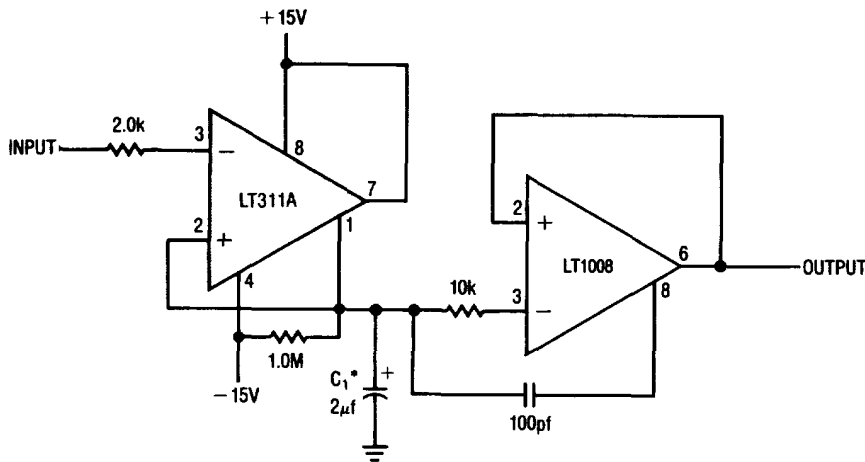 +15V
2.0k
INPUT
3
−
8
LT311A
7
2
+
1
4
1.0M
−15V
C₁*
+
2μf
2
+
LT1008
6
OUTPUT
10k
3
−
8
100pf